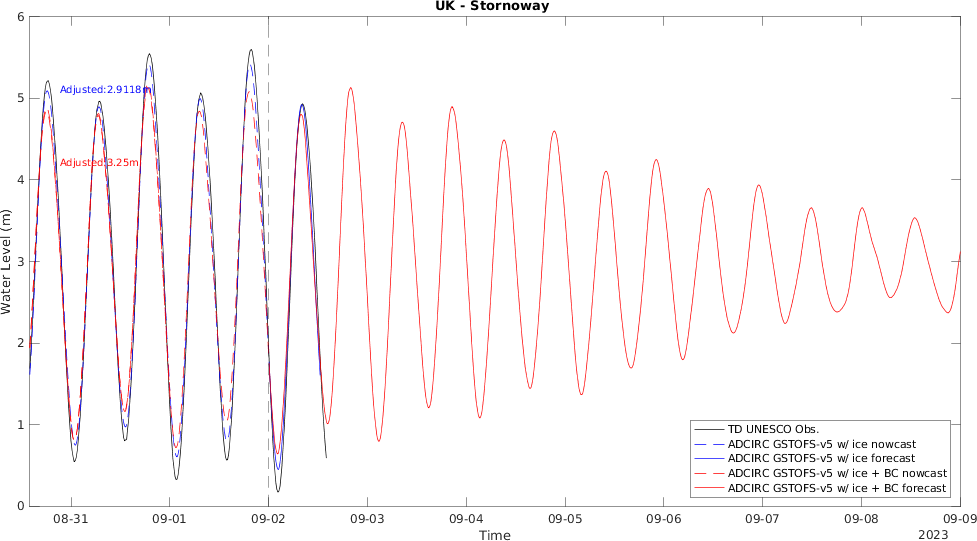 UK - Stornoway
6
5
4
3
2
1
0
Water Level (m)
Adjusted:2.9118m
Adjusted:3.25m
TD UNESCO Obs.
ADCIRC GSTOFS-v5 w/ ice nowcast
ADCIRC GSTOFS-v5 w/ ice forecast
ADCIRC GSTOFS-v5 w/ ice + BC nowcast
ADCIRC GSTOFS-v5 w/ ice + BC forecast
08-31 09-01 09-02 09-03 09-04 09-05 09-06 09-07 09-08 09-09
Time
2023